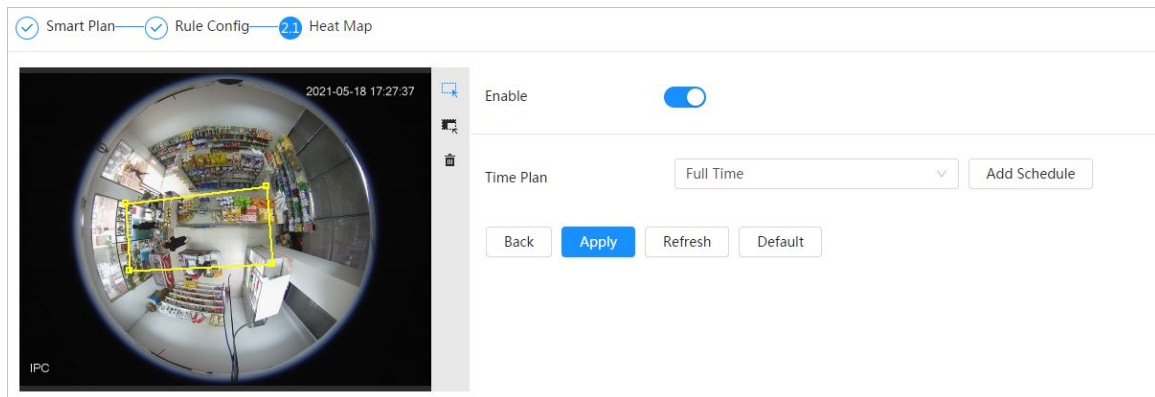 Smart Plan Rule Config 2.1 Heat Map
2021-05-18 17:27:37
IPC
Enable
Time Plan Full Time Add Schedule
Back Apply Refresh Default